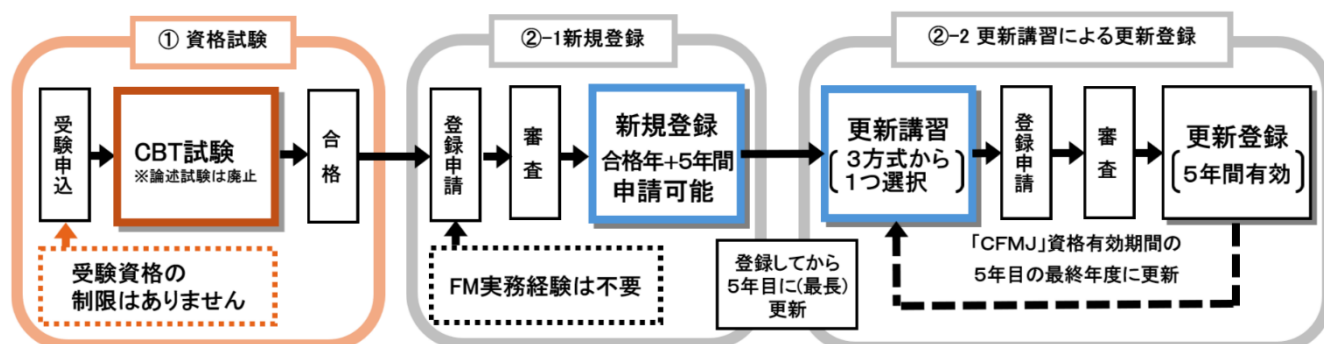 ① 資格試験
受験申込
CBT試験
※論述試験は廃止
合格
受験資格の
制限はありません
②-1新規登録
登録申請
審査
新規登録
合格年+5年間
申請可能
FM実務経験は不要
登録してから
5年目に(最長)
更新
②-2 更新講習による更新登録
更新講習
3方式から
1つ選択
登録申請
審査
更新登録
5年間有効
「CFMJ」資格有効期間の
5年目の最終年度に更新